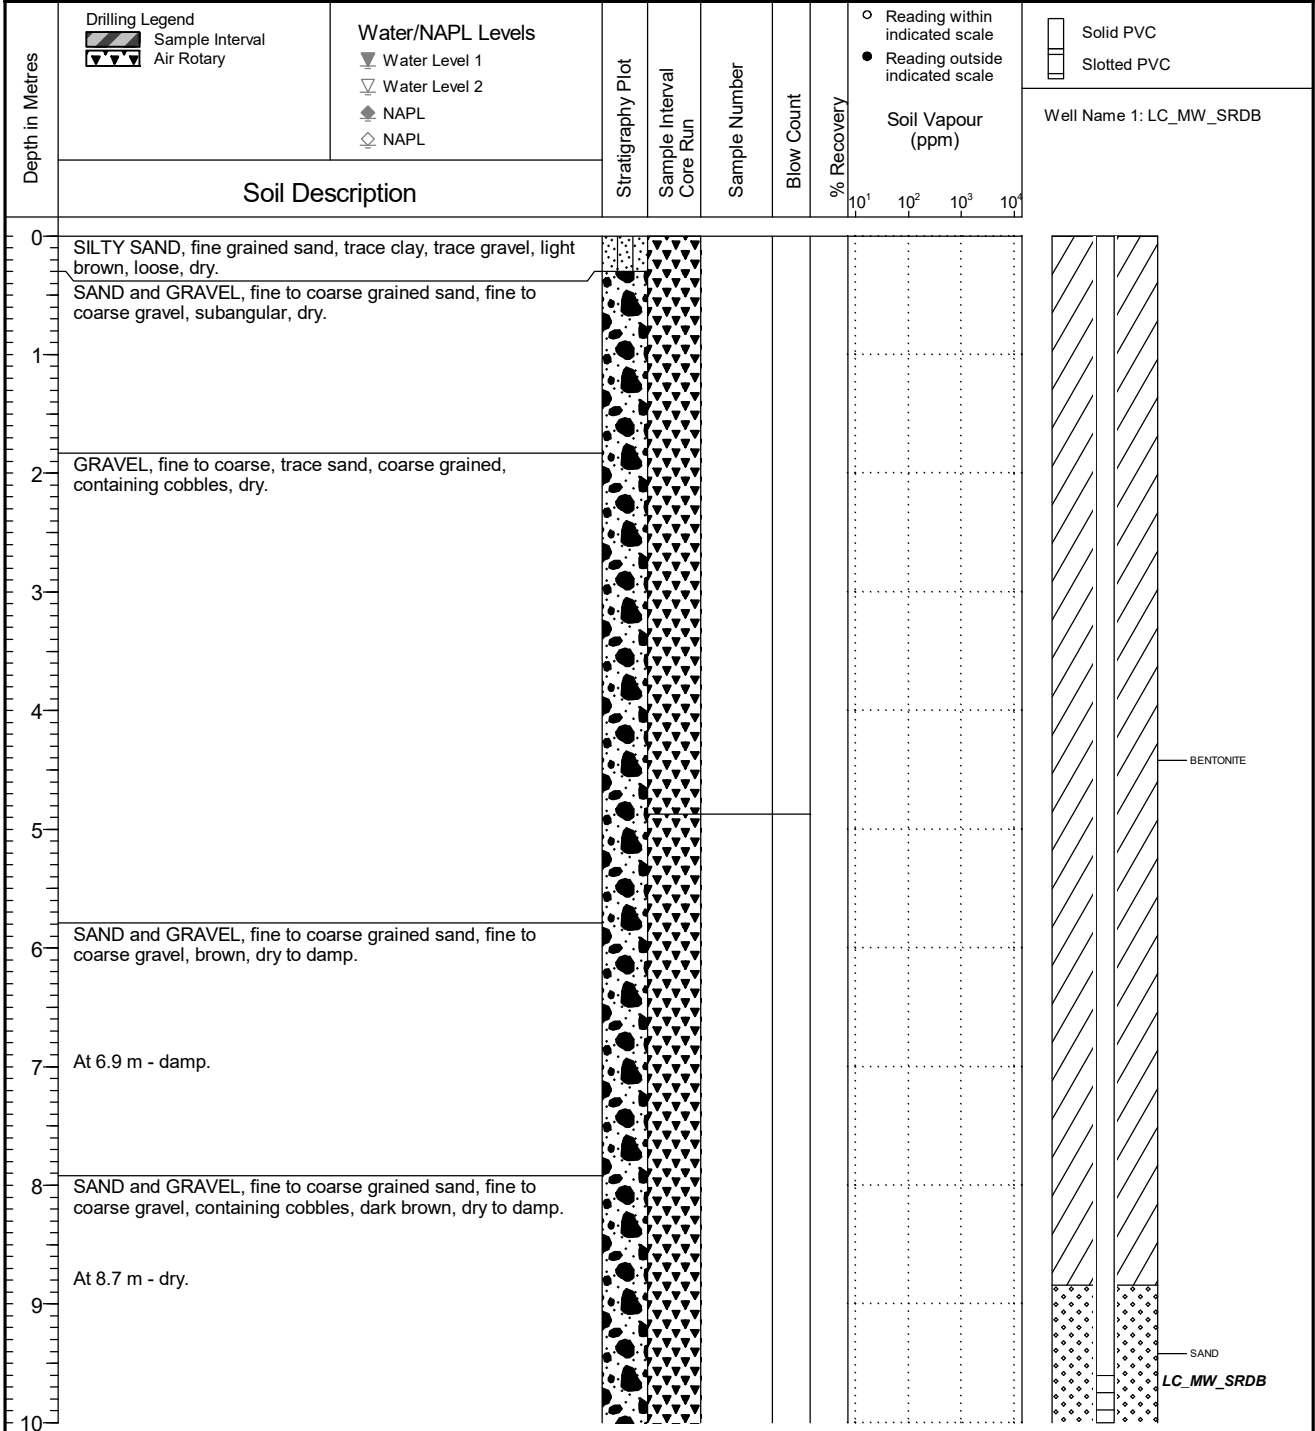 Depth in Metres
Drilling Legend
Sample Interval
Air Rotary
Water/NAPL Levels
Water Level 1
Water Level 2
NAPL
NAPL
Soil Description
Stratigraphy Plot
Sample Interval
Core Run
Sample Number
Blow Count
% Recovery
Reading within
indicated scale
Reading outside
indicated scale
Soil Vapour
(ppm)
10¹ 10² 10³ 10⁴
Solid PVC
Slotted PVC
Well Name 1: LC_MW_SRDB
0
SILTY SAND, fine grained sand, trace clay, trace gravel, light
brown, loose, dry.
SAND and GRAVEL, fine to coarse grained sand, fine to
coarse gravel, subangular, dry.
1
GRAVEL, fine to coarse, trace sand, coarse grained,
2
containing cobbles, dry.
3
4
BENTONITE
5
SAND and GRAVEL, fine to coarse grained sand, fine to
6
coarse gravel, brown, dry to damp.
At 6.9 m - damp.
7
8
SAND and GRAVEL, fine to coarse grained sand, fine to
coarse gravel, containing cobbles, dark brown, dry to damp.
At 8.7 m - dry.
9
SAND
LC_MW_SRDB
10